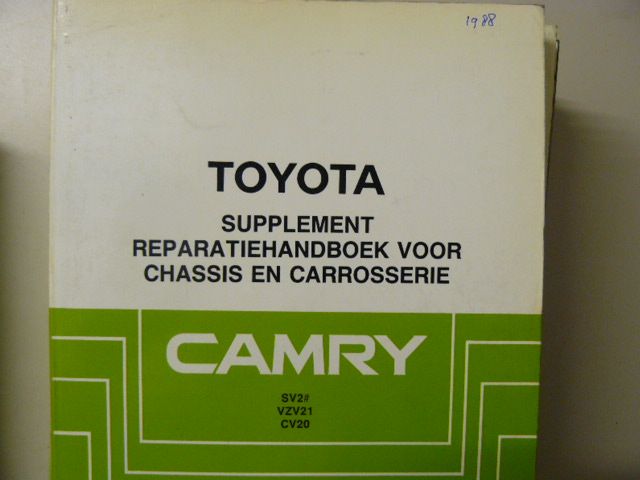 1988
TOYOTA
SUPPLEMENT
REPARATIEHANDBOEK VOOR
CHASSIS EN CARROSSERIE
CAMRY
SV2#
VZV21
CV20